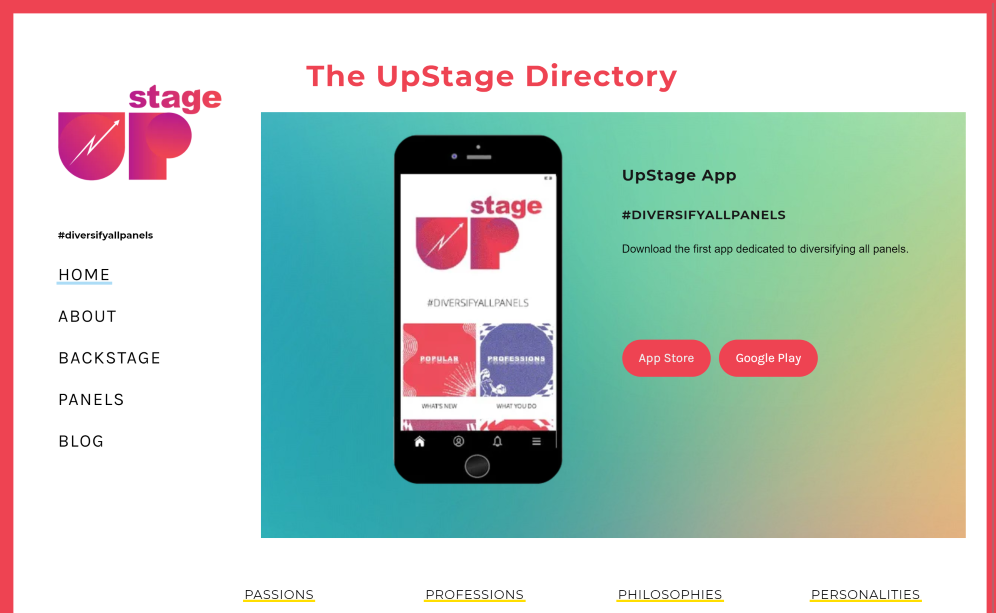 The UpStage Directory
stage
UP
#diversifyallpanels
HOME
ABOUT
BACKSTAGE
PANELS
BLOG
stage
UP
#DIVERSIFYALLPANELS
POPULAR
PROFESSIONS
WHAT'S NEW
WHAT YOU DO
UpStage App
#DIVERSIFYALLPANELS
Download the first app dedicated to diversifying all panels.
App Store
Google Play
PASSIONS
PROFESSIONS
PHILOSOPHIES
PERSONALITIES